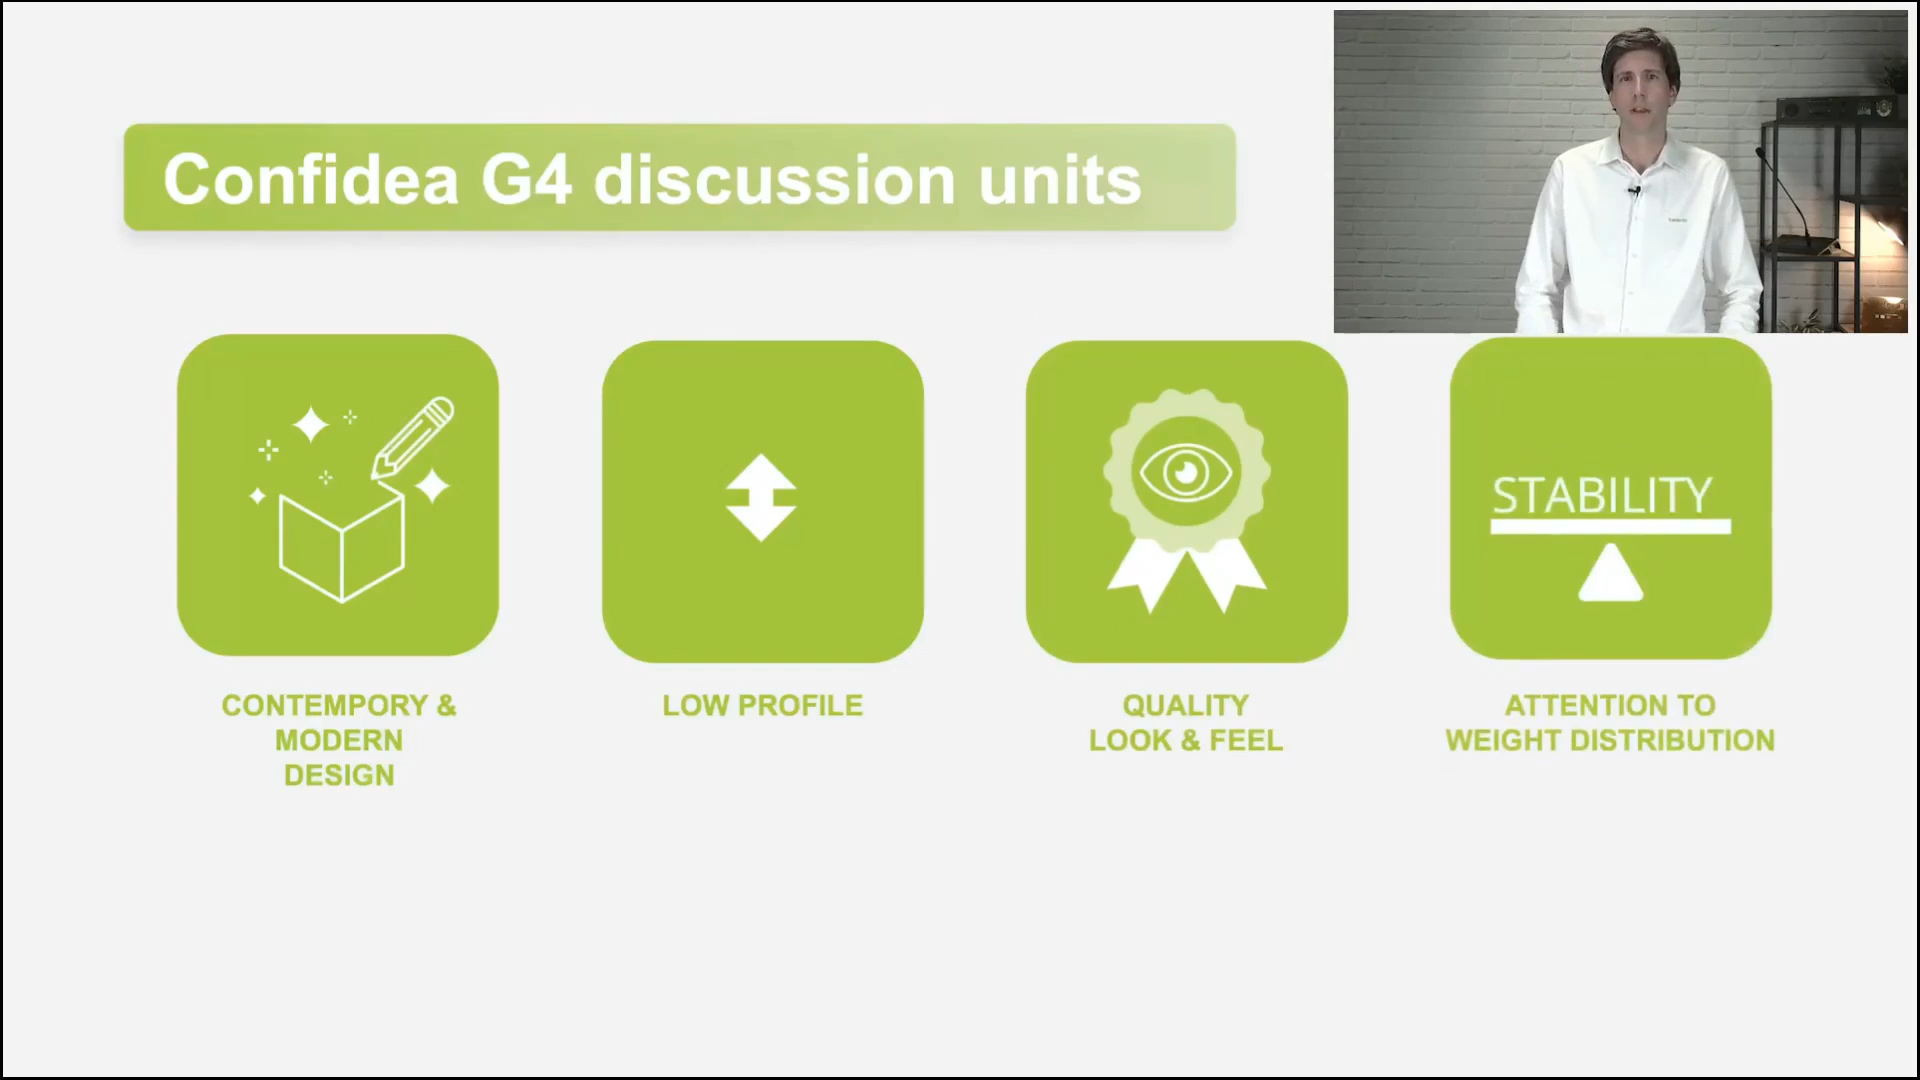 Confidea G4 discussion units
STABILITY
CONTEMPORY &
MODERN
DESIGN
LOW PROFILE
QUALITY
LOOK & FEEL
ATTENTION TO
WEIGHT DISTRIBUTION